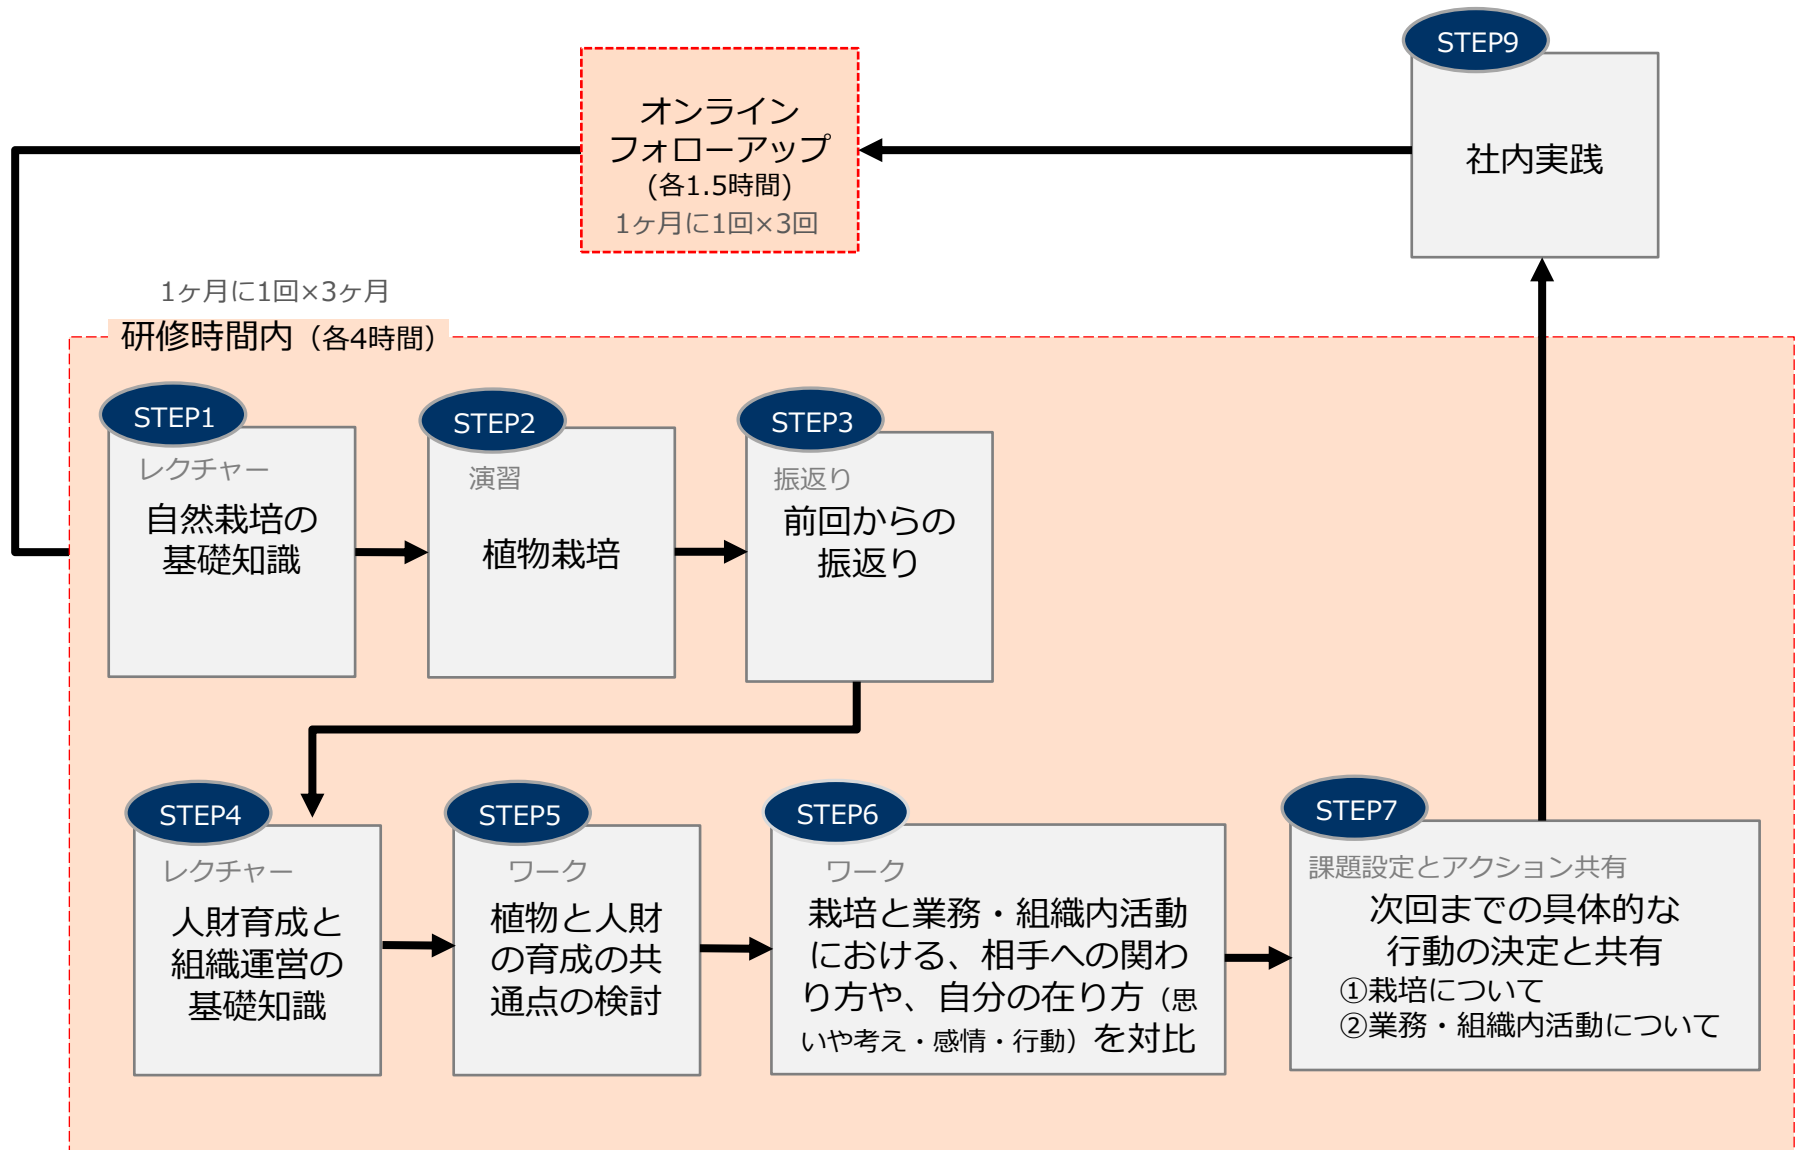 STEP9
社内実践
オンライン
フォローアップ
(各1.5時間)
1ヶ月に1回×3回
1ヶ月に1回×3ヶ月
研修時間内（各4時間）
STEP1
レクチャー
自然栽培の
基礎知識
STEP2
演習
植物栽培
STEP3
振返り
前回からの
振返り
STEP4
レクチャー
人財育成と
組織運営の
基礎知識
STEP5
ワーク
植物と人財
の育成の共
通点の検討
STEP6
ワーク
栽培と業務・組織内活動
における、相手への関わ
り方や、自分の在り方（思
いや考え・感情・行動）を対比
STEP7
課題設定とアクション共有
次回までの具体的な
行動の決定と共有
①栽培について
②業務・組織内活動について